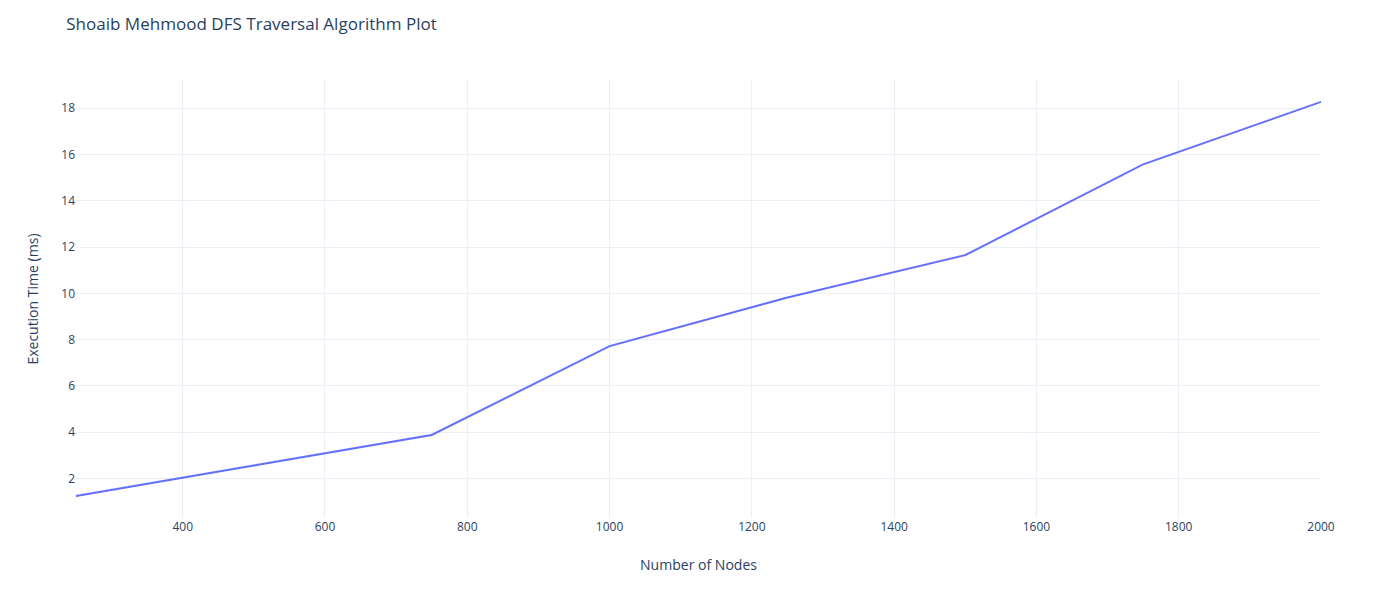 Shoaib Mehmood DFS Traversal Algorithm Plot
18
16
14
12
10
8
6
4
2
Execution Time (ms)
400 600 800 1000 1200 1400 1600 1800 2000
Number of Nodes